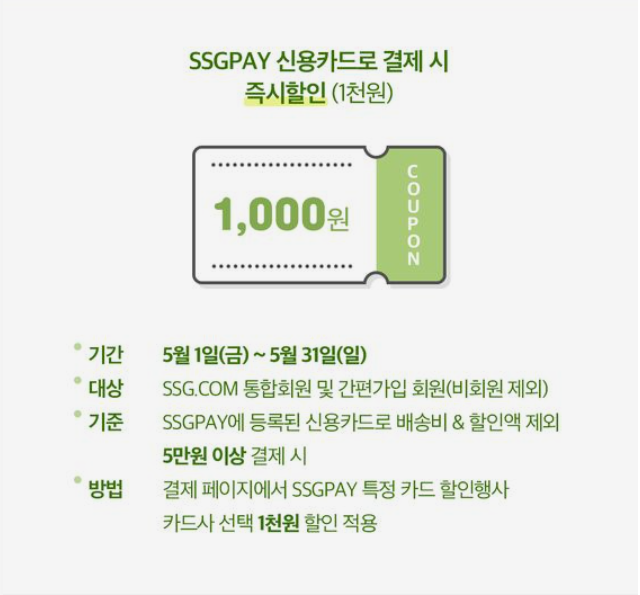 SSGPAY 신용카드로 결제 시
즉시할인 (1천원)
1,000원
COUPON
기간 5월 1일(금) ~ 5월 31일(일)
대상 SSG.COM 통합회원 및 간편가입 회원(비회원 제외)
기준 SSGPAY에 등록된 신용카드로 배송비 & 할인액 제외
5만원 이상 결제 시
방법 결제 페이지에서 SSGPAY 특정 카드 할인행사
카드사 선택 1천원 할인 적용